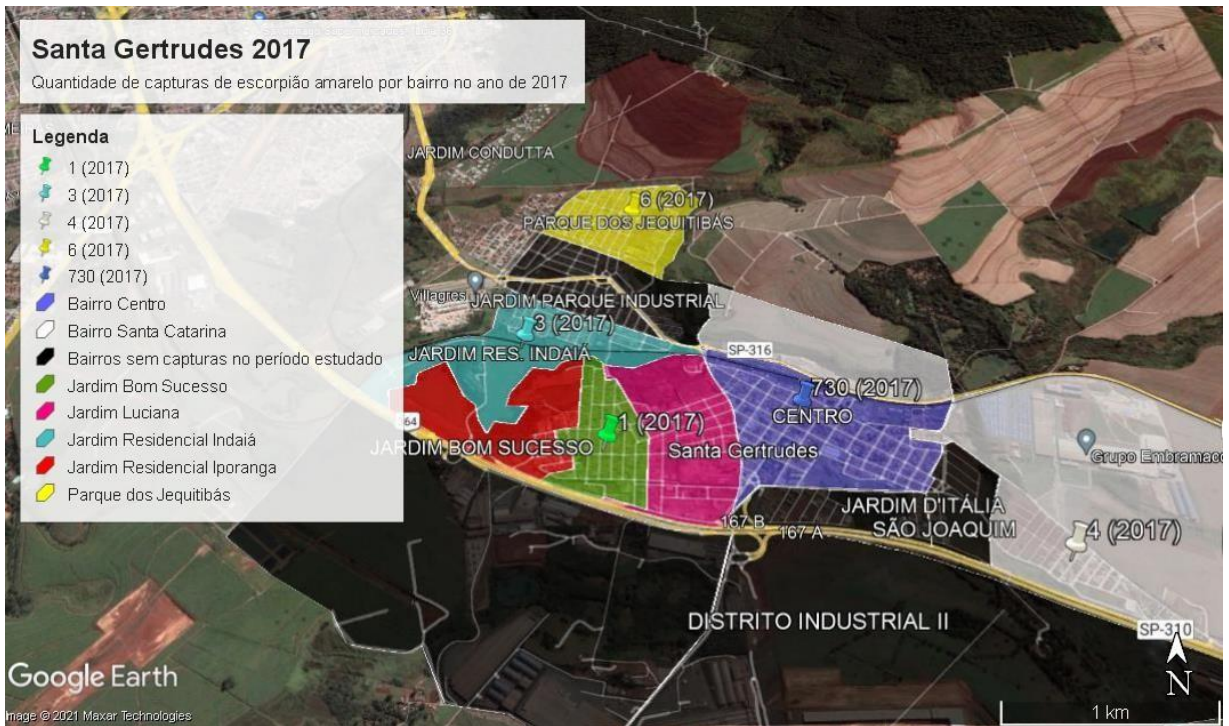 Santa Gertrudes 2017
Quantidade de capturas de escorpião amarelo por bairro no ano de 2017
Legenda
1 (2017)
3 (2017)
4 (2017)
6 (2017)
730 (2017)
Bairro Centro
Bairro Santa Catarina
Bairros sem capturas no período estudado
Jardim Bom Sucesso
Jardim Luciana
Jardim Residencial Indaiá
Jardim Residencial Iporanga
Parque dos Jequitibás
JARDIM CONDUTTA
6 (2017)
PARQUE DOS JEQUITIBÁS
Villagres
JARDIM PARQUE INDUSTRIAL
3 (2017)
JARDIM RES. INDAIÁ
SP-316
730 (2017)
CENTRO
364
1 (2017)
JARDIM BOM SUCESSO
Santa Gertrudes
Grupo Embramaco
JARDIM D'ITÁLIA
SÃO JOAQUIM
167 B
167 A
4 (2017)
DISTRITO INDUSTRIAL II
SP-310
N
Google Earth
Image © 2021 Maxar Technologies
1 km